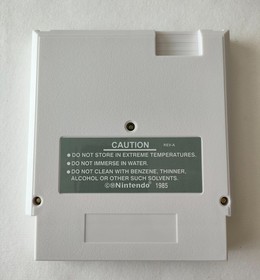 CAUTION REV-A
● DO NOT STORE IN EXTREME TEMPERATURES.
● DO NOT IMMERSE IN WATER.
● DO NOT CLEAN WITH BENZENE, THINNER,
ALCOHOL OR OTHER SUCH SOLVENTS.
©®Nintendo® 1985